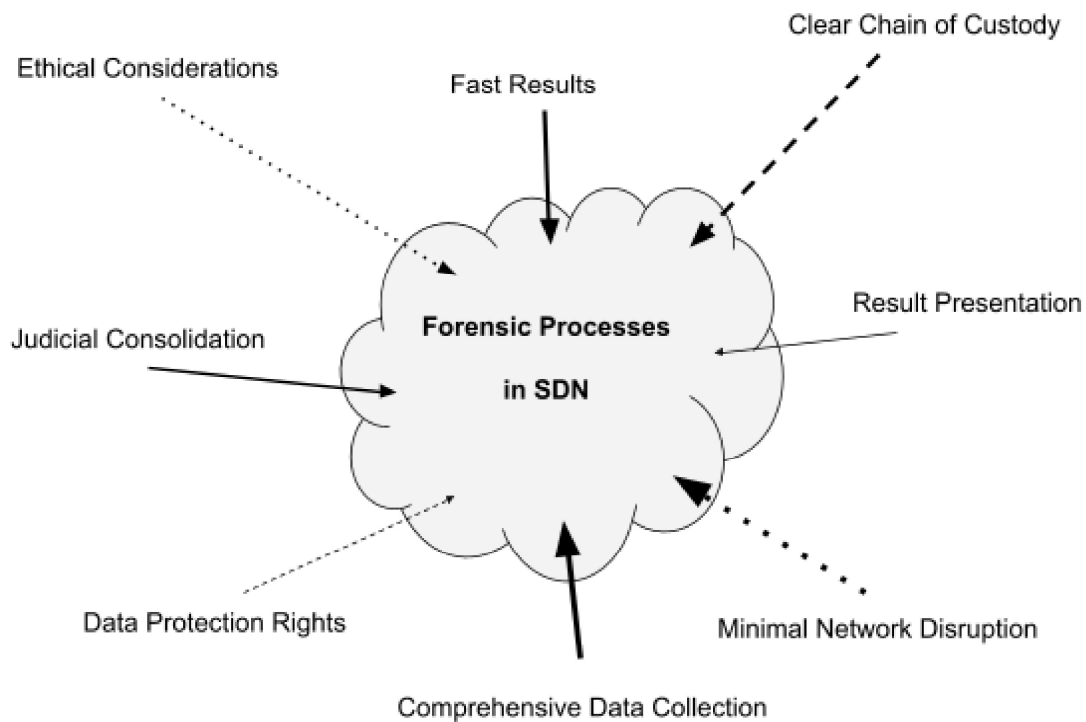 Clear Chain of Custody
Ethical Considerations
Fast Results
Result Presentation
Forensic Processes
Judicial Consolidation
in SDN
Data Protection Rights
Minimal Network Disruption
Comprehensive Data Collection